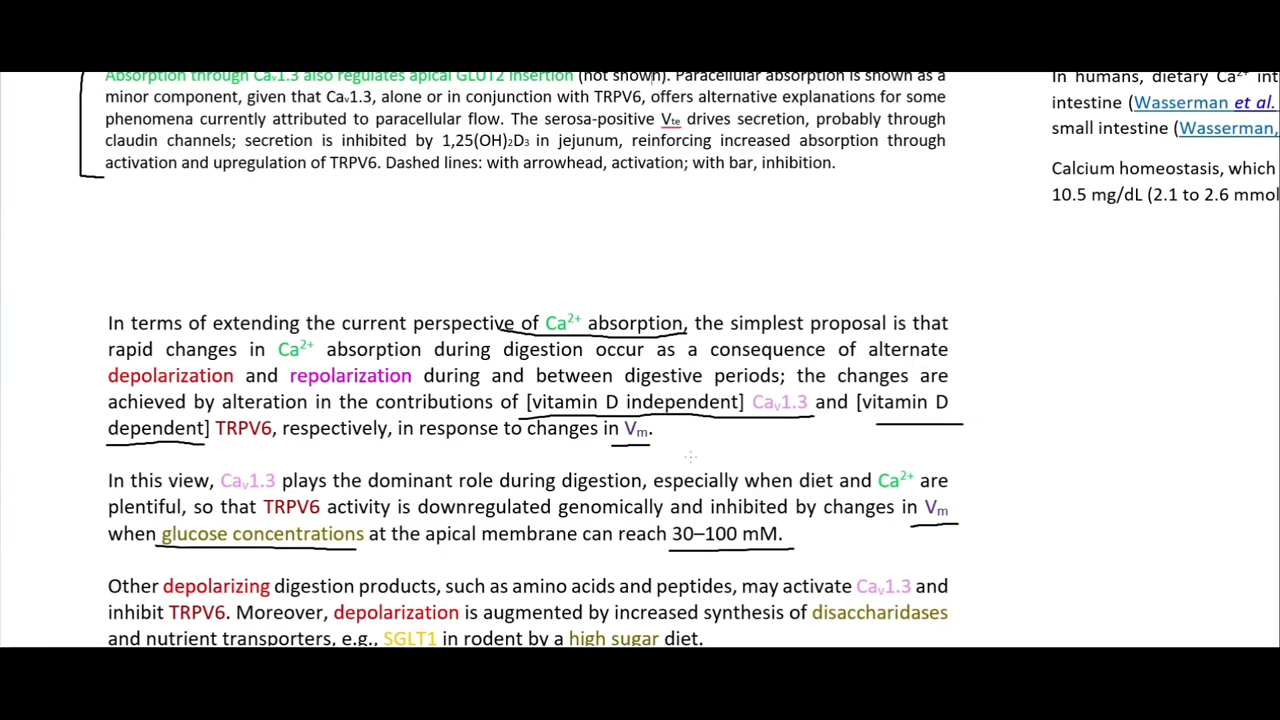 Absorption through Caᵥ1.3 also regulates apical GLUT2 insertion (not shown). Paracellular absorption is shown as a
minor component, given that Caᵥ1.3, alone or in conjunction with TRPV6, offers alternative explanations for some
phenomena currently attributed to paracellular flow. The serosa-positive Vₜₑ drives secretion, probably through
claudin channels; secretion is inhibited by 1,25(OH)₂D₃ in jejunum, reinforcing increased absorption through
activation and upregulation of TRPV6. Dashed lines: with arrowhead, activation; with bar, inhibition.
In terms of extending the current perspective of Ca²⁺ absorption, the simplest proposal is that
rapid changes in Ca²⁺ absorption during digestion occur as a consequence of alternate
depolarization and repolarization during and between digestive periods; the changes are
achieved by alteration in the contributions of [vitamin D independent] Caᵥ1.3 and [vitamin D
dependent] TRPV6, respectively, in response to changes in Vₘ.
In this view, Caᵥ1.3 plays the dominant role during digestion, especially when diet and Ca²⁺ are
plentiful, so that TRPV6 activity is downregulated genomically and inhibited by changes in Vₘ
when glucose concentrations at the apical membrane can reach 30–100 mM.
Other depolarizing digestion products, such as amino acids and peptides, may activate Caᵥ1.3 and
inhibit TRPV6. Moreover, depolarization is augmented by increased synthesis of disaccharidases
and nutrient transporters, e.g., SGLT1 in rodent by a high sugar diet.
In humans, dietary Ca²⁺ int
intestine (Wasserman et al.
small intestine (Wasserman,
Calcium homeostasis, which
10.5 mg/dL (2.1 to 2.6 mmol